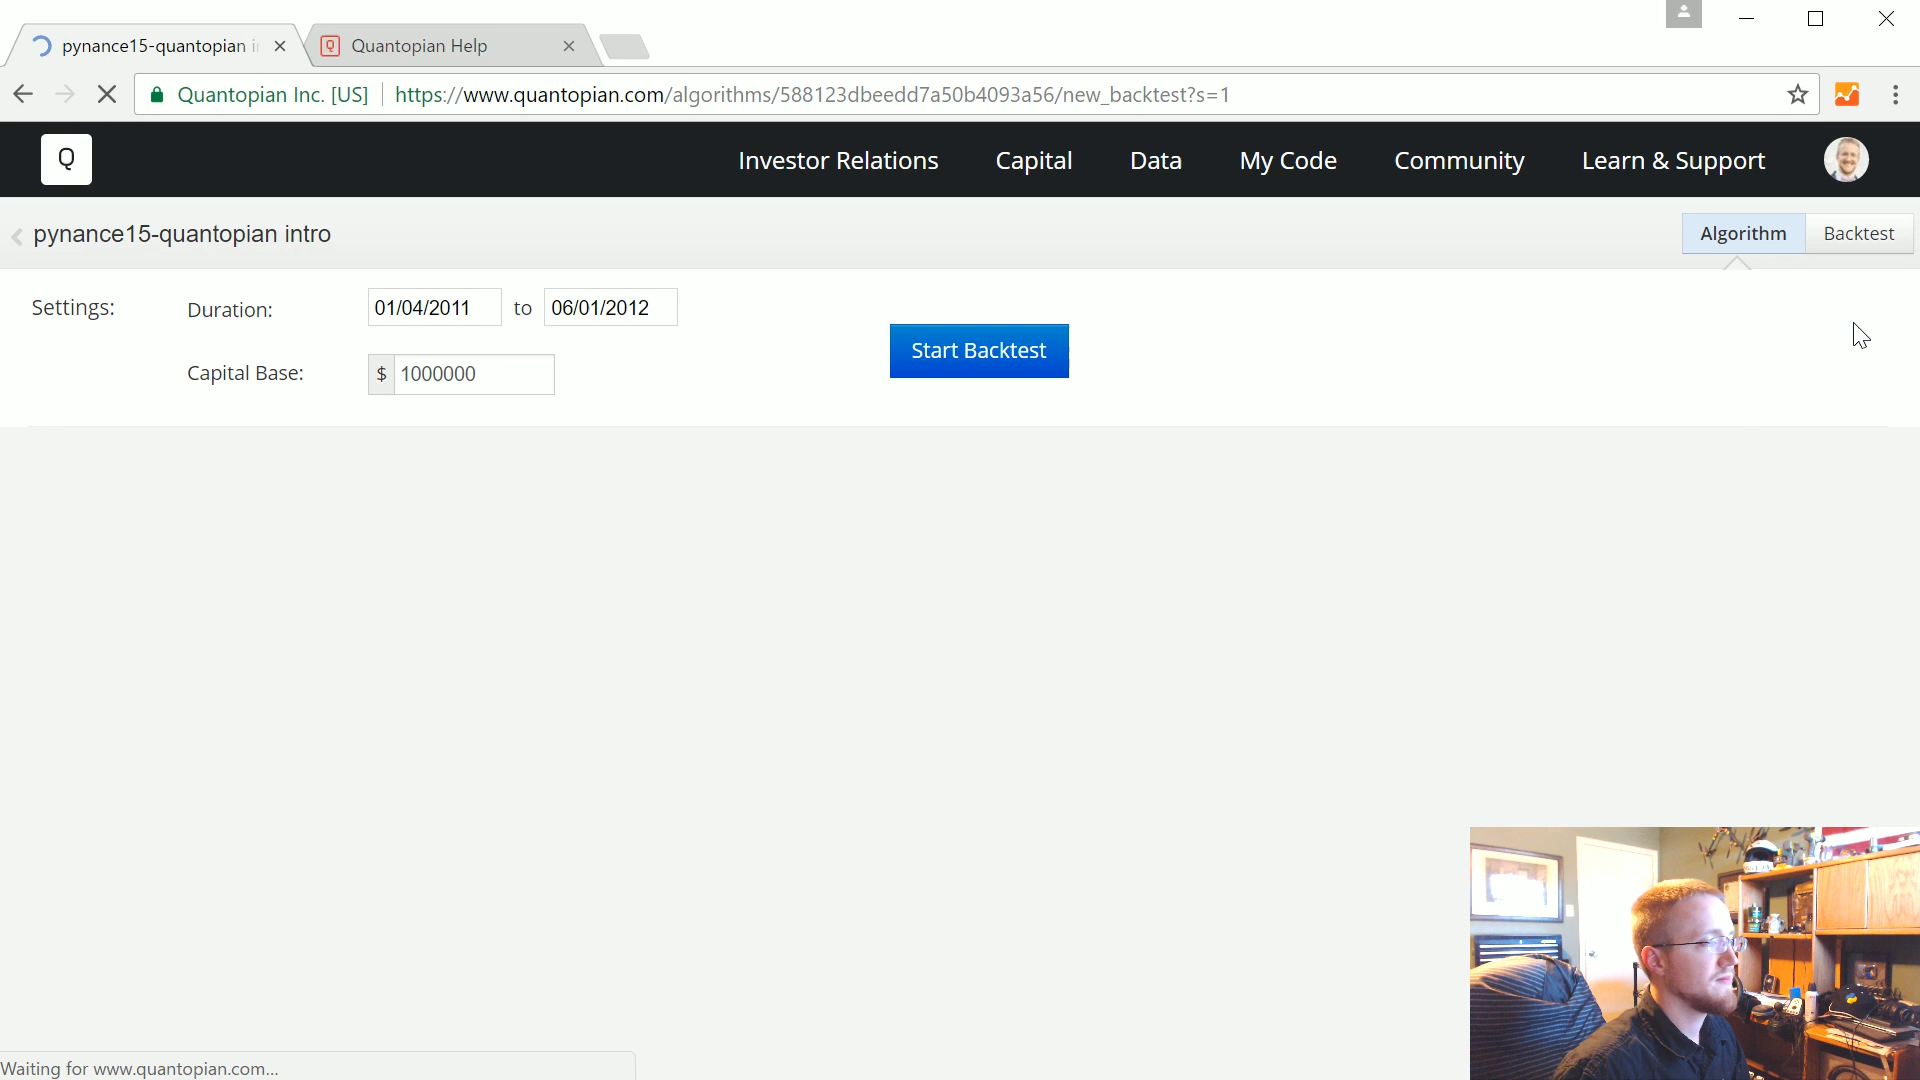 pynance15-quantopian i
Quantopian Help
Quantopian Inc. [US]
https://www.quantopian.com/algorithms/588123dbeedd7a50b4093a56/new_backtest?s=1
Q
Investor Relations
Capital
Data
My Code
Community
Learn & Support
pynance15-quantopian intro
Algorithm
Backtest
Settings:
Duration:
01/04/2011
to
06/01/2012
Start Backtest
Capital Base:
$
1000000
Waiting for www.quantopian.com...